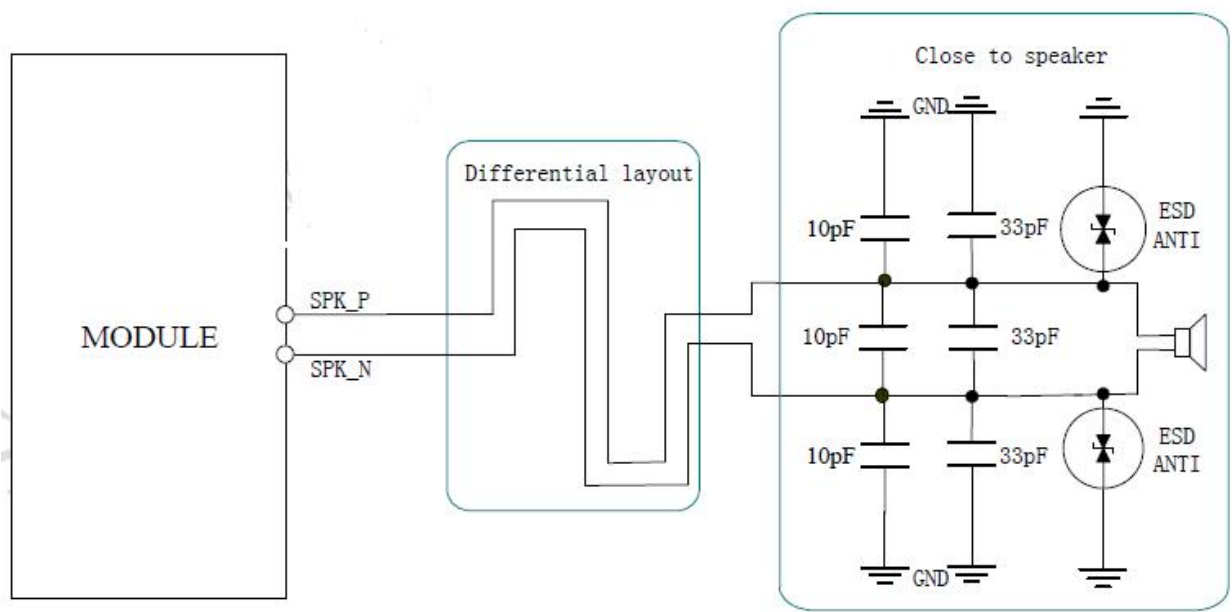 Close to speaker
GND
Differential layout
10pF
33pF
ESD
ANTI
SPK_P
MODULE
10pF
33pF
SPK_N
10pF
33pF
ESD
ANTI
GND